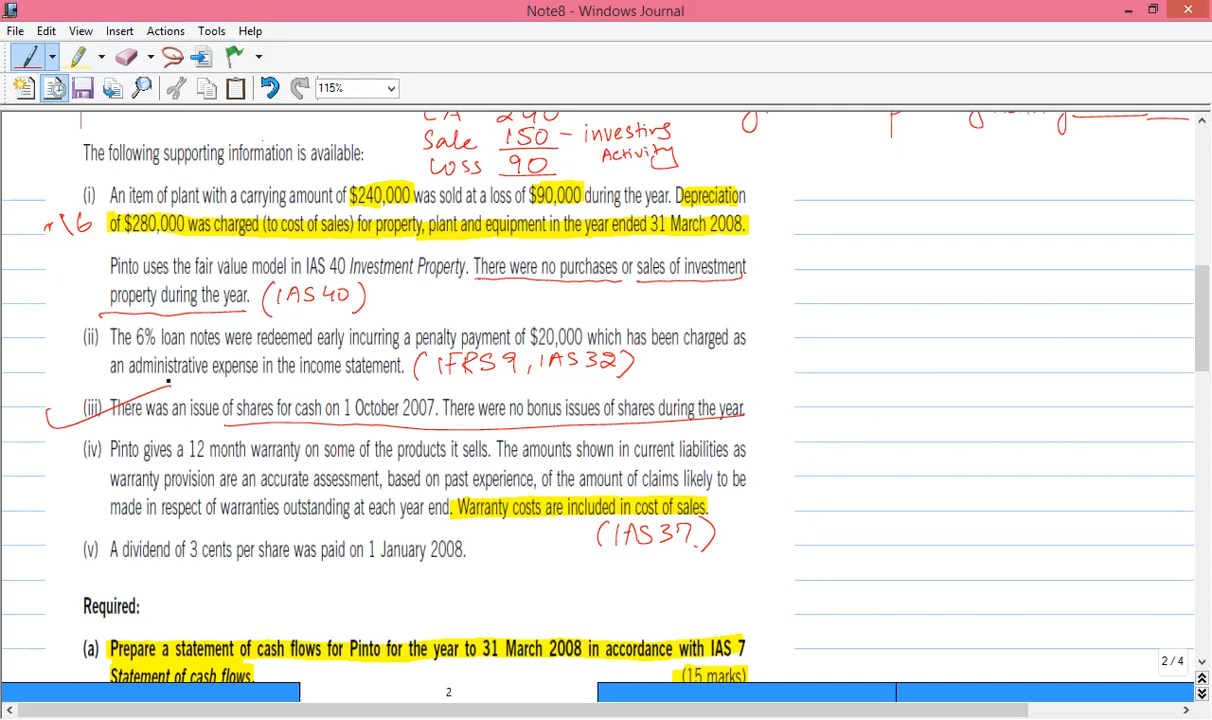 Note8 - Windows Journal
File Edit View Insert Actions Tools Help
115%
CA 240
Sale 150 - investing
Activity
Loss 90
The following supporting information is available:
(i) An item of plant with a carrying amount of $240,000 was sold at a loss of $90,000 during the year. Depreciation
of $280,000 was charged (to cost of sales) for property, plant and equipment in the year ended 31 March 2008.
Pinto uses the fair value model in IAS 40 Investment Property. There were no purchases or sales of investment
property during the year. (IAS 40)
(ii) The 6% loan notes were redeemed early incurring a penalty payment of $20,000 which has been charged as
an administrative expense in the income statement. (IFRS 9, IAS 32)
(iii) There was an issue of shares for cash on 1 October 2007. There were no bonus issues of shares during the year.
(iv) Pinto gives a 12 month warranty on some of the products it sells. The amounts shown in current liabilities as
warranty provision are an accurate assessment, based on past experience, of the amount of claims likely to be
made in respect of warranties outstanding at each year end. Warranty costs are included in cost of sales.
(IAS 37)
(v) A dividend of 3 cents per share was paid on 1 January 2008.
Required:
(a) Prepare a statement of cash flows for Pinto for the year to 31 March 2008 in accordance with IAS 7
Statement of cash flows. (15 marks)
2 / 4
2